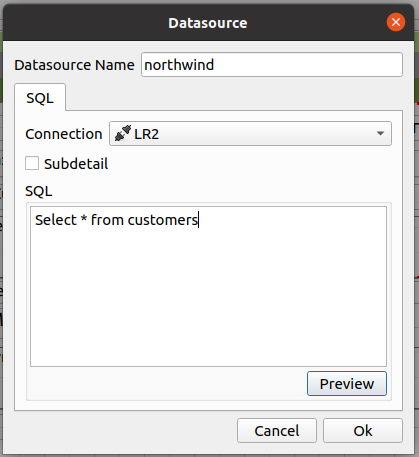 Datasource
Datasource Name northwind
SQL
Connection LR2
Subdetail
SQL
Select * from customers
Preview
Cancel Ok